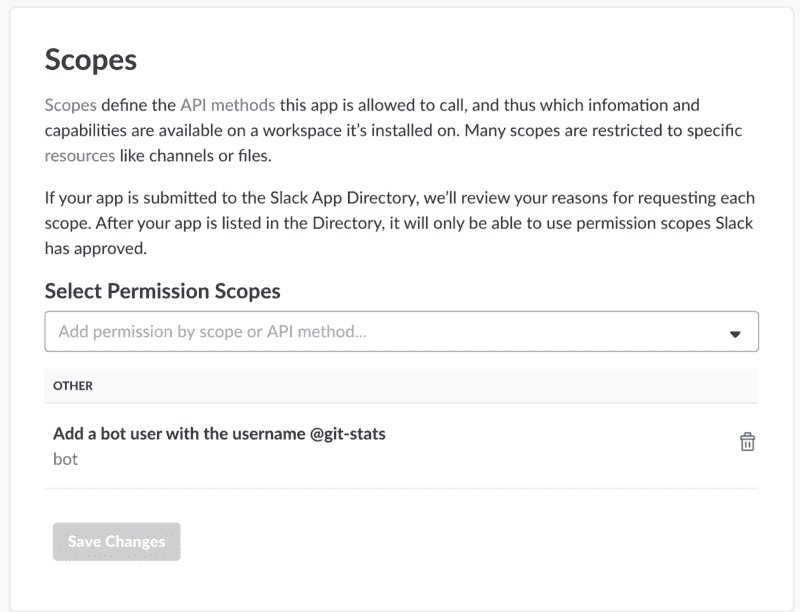 Scopes
Scopes define the API methods this app is allowed to call, and thus which infomation and
capabilities are available on a workspace it's installed on. Many scopes are restricted to specific
resources like channels or files.
If your app is submitted to the Slack App Directory, we'll review your reasons for requesting each
scope. After your app is listed in the Directory, it will only be able to use permission scopes Slack
has approved.
Select Permission Scopes
Add permission by scope or API method...
OTHER
Add a bot user with the username @git-stats
bot
Save Changes